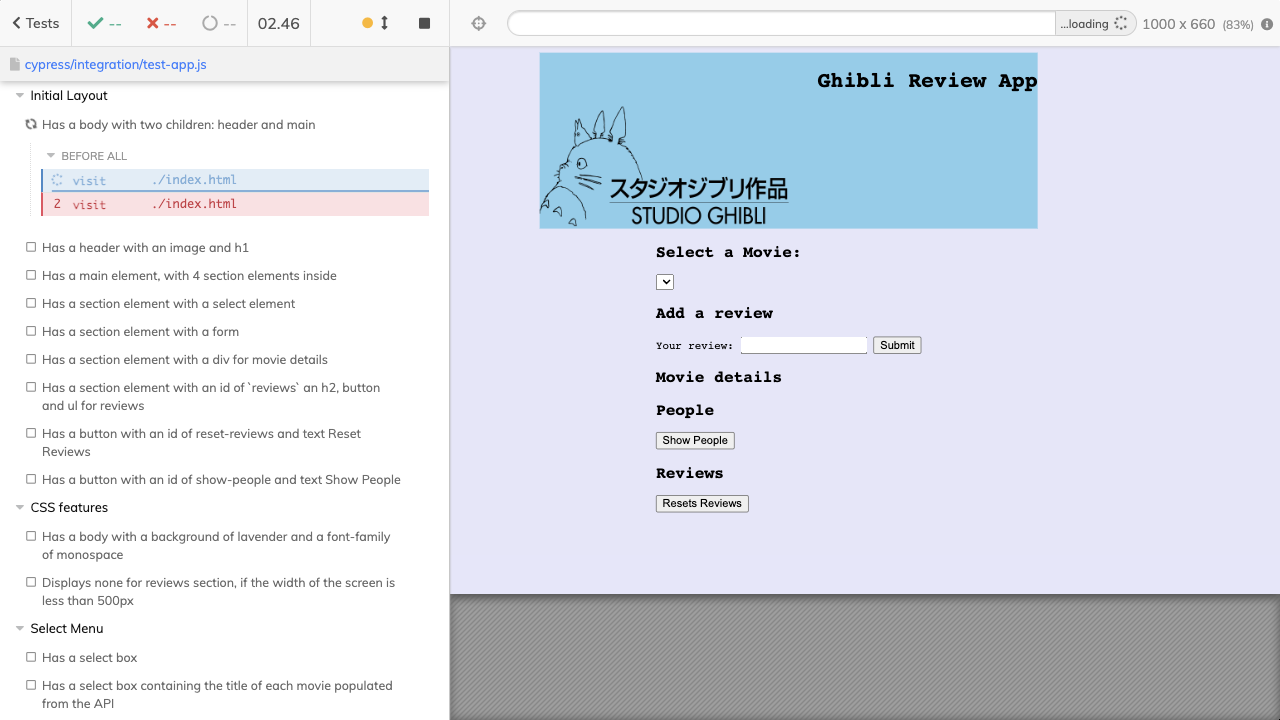 Tests
--
--
--
02.46
...loading
1000 x 660 (83%)
cypress/integration/test-app.js
Initial Layout
Has a body with two children: header and main
BEFORE ALL
visit ./index.html
2 visit ./index.html
Has a header with an image and h1
Has a main element, with 4 section elements inside
Has a section element with a select element
Has a section element with a form
Has a section element with a div for movie details
Has a section element with an id of `reviews` an h2, button
and ul for reviews
Has a button with an id of reset-reviews and text Reset
Reviews
Has a button with an id of show-people and text Show People
CSS features
Has a body with a background of lavender and a font-family
of monospace
Displays none for reviews section, if the width of the screen is
less than 500px
Select Menu
Has a select box
Has a select box containing the title of each movie populated
from the API
Ghibli Review App
スタジオジブリ作品
STUDIO GHIBLI
Select a Movie:
Add a review
Your review:
Submit
Movie details
People
Show People
Reviews
Resets Reviews